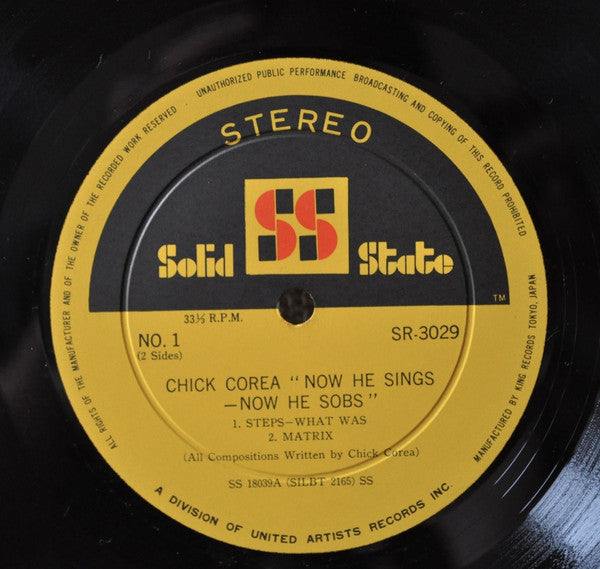 ALL RIGHTS OF THE MANUFACTURER AND OF THE OWNER OF THE RECORDED WORK RESERVED UNAUTHORIZED PUBLIC PERFORMANCE BROADCASTING AND COPYING OF THIS RECORD PROHIBITED
STEREO
SS
Solid State
TM
33⅓ R.P.M.
NO. 1 SR-3029
(2 Sides)
CHICK COREA “ NOW HE SINGS
—NOW HE SOBS ”
1. STEPS—WHAT WAS
2. MATRIX
(All Compositions Written by Chick Corea)
SS 18039A (SILBT 2165) SS
A DIVISION OF UNITED ARTISTS RECORDS INC.
MANUFACTURED BY KING RECORDS TOKYO, JAPAN